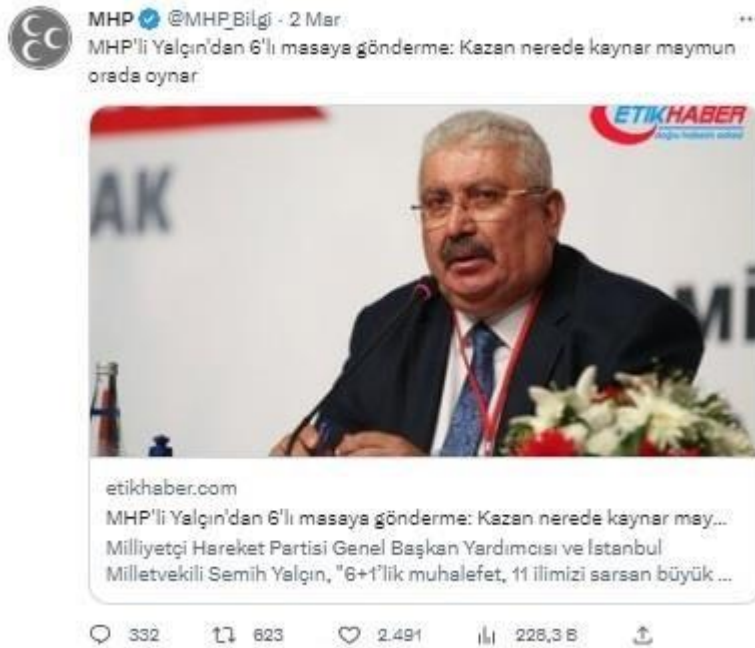 MHP @MHP_Bilgi · 2 Mar
MHP'li Yalçın'dan 6'lı masaya gönderme: Kazan nerede kaynar maymun
orada oynar
ETİKHABER
AK
Mİ
etikhaber.com
MHP'li Yalçın'dan 6'lı masaya gönderme: Kazan nerede kaynar may...
Milliyetçi Hareket Partisi Genel Başkan Yardımcısı ve İstanbul
Milletvekili Semih Yalçın, "6+1'lik muhalefet, 11 ilimizi sarsan büyük ...
332 623 2.491 228,3 B